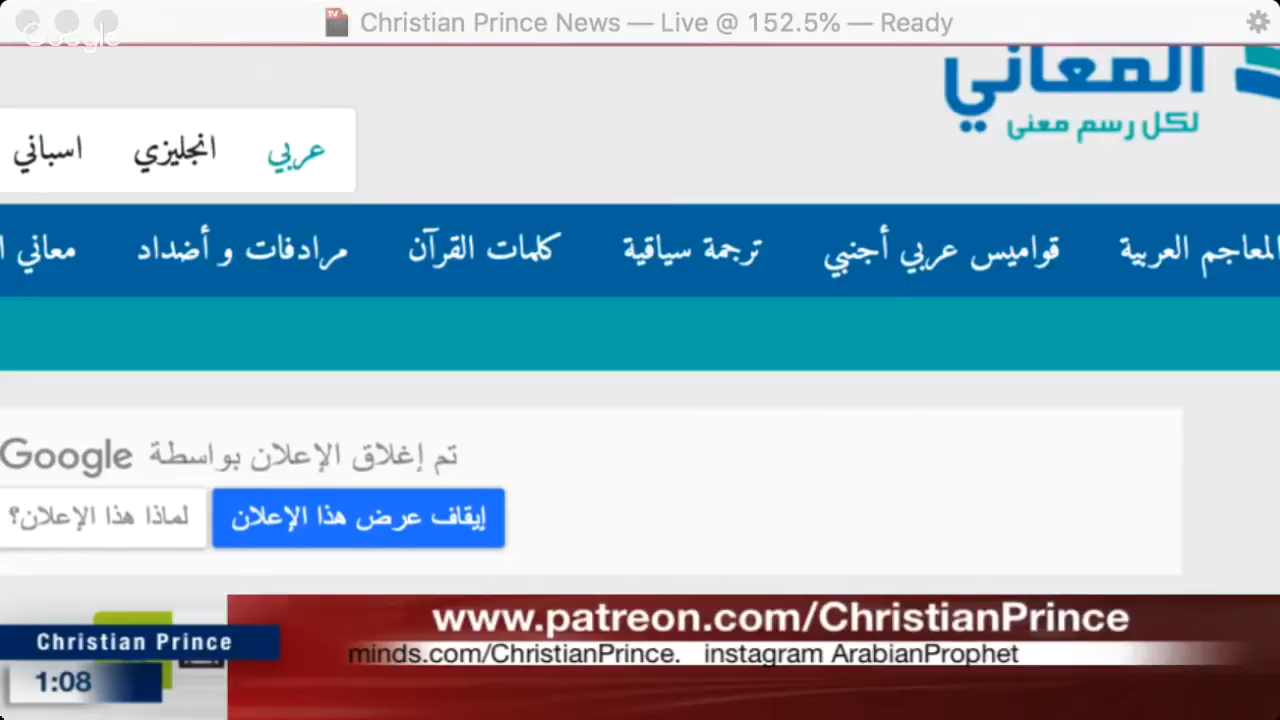 Christian Prince News — Live @ 152.5% — Ready
Google
المعاني
لكل رسم معنى
عربي انجليزي اسباني
المعاجم العربية قواميس عربي أجنبي ترجمة سياقية كلمات القرآن مرادفات و أضداد معاني ا
تم إغلاق الإعلان بواسطة Google
إيقاف عرض هذا الإعلان لماذا هذا الإعلان؟
www.patreon.com/ChristianPrince
Christian Prince
minds.com/ChristianPrince. instagram ArabianProphet
1:08